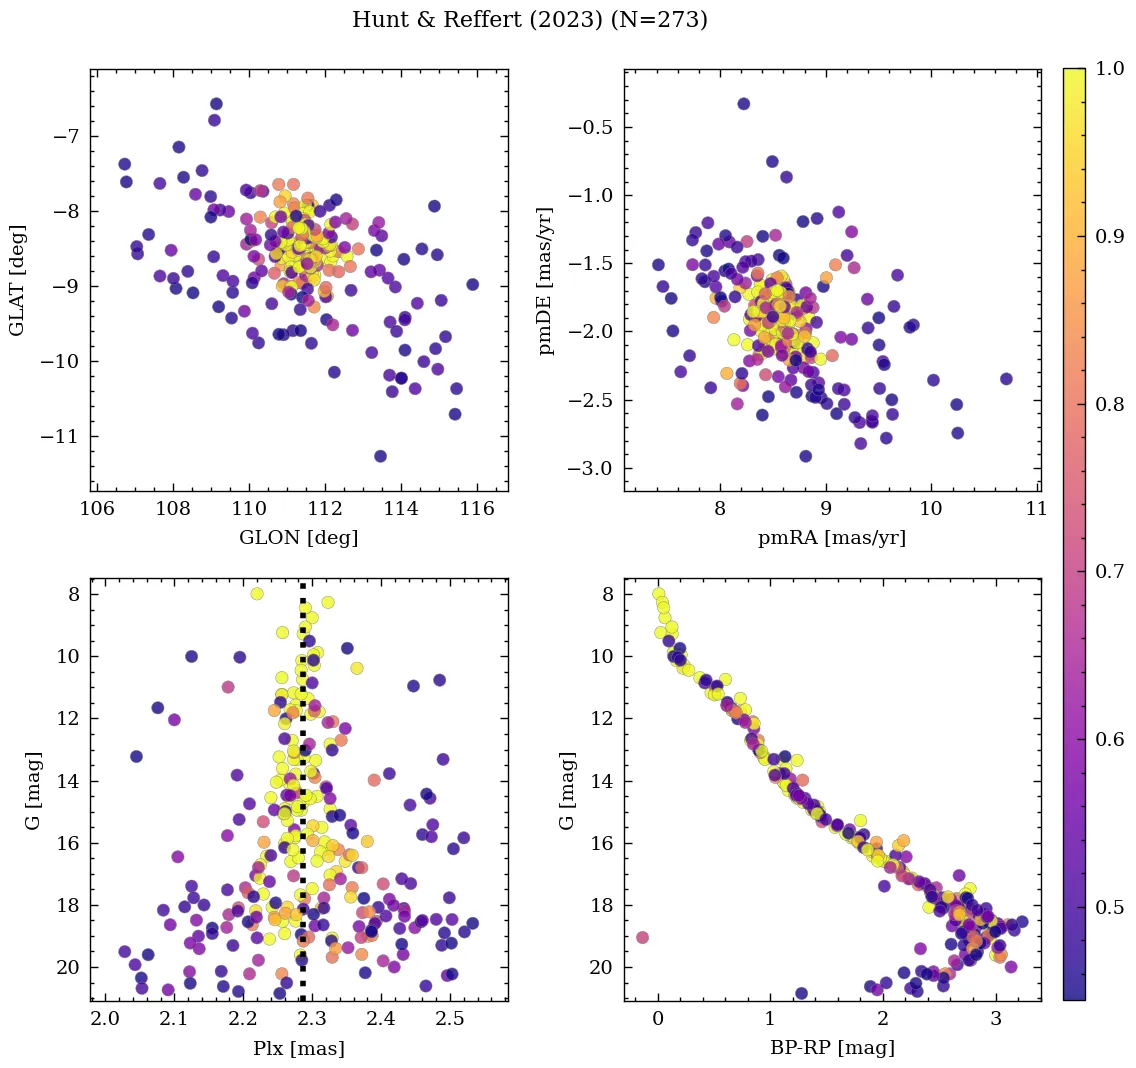 Hunt & Reffert (2023) (N=273)
−7
−8
−9
−10
−11
GLAT [deg]
106 108 110 112 114 116
GLON [deg]
−0.5
−1.0
−1.5
−2.0
−2.5
−3.0
pmDE [mas/yr]
8 9 10 11
pmRA [mas/yr]
8
10
12
14
16
18
20
G [mag]
2.0 2.1 2.2 2.3 2.4 2.5
Plx [mas]
8
10
12
14
16
18
20
G [mag]
0 1 2 3
BP-RP [mag]
1.0
0.9
0.8
0.7
0.6
0.5